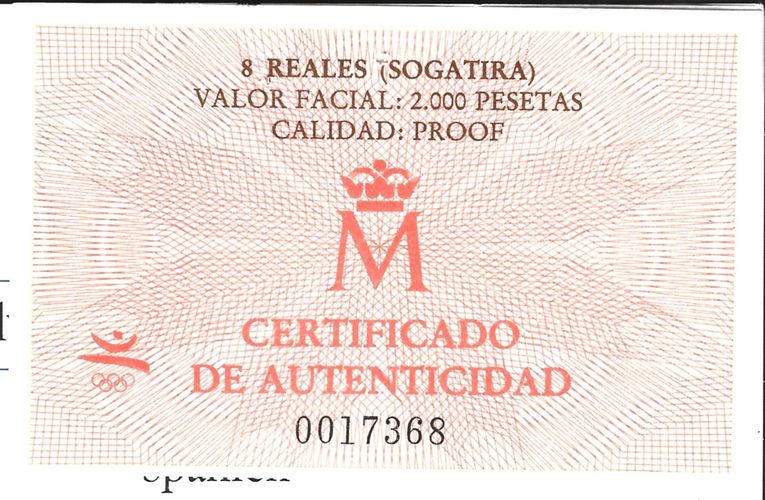 8 REALES (SOGATIRA)
VALOR FACIAL: 2.000 PESETAS
CALIDAD: PROOF
M
CERTIFICADO
DE AUTENTICIDAD
0017368